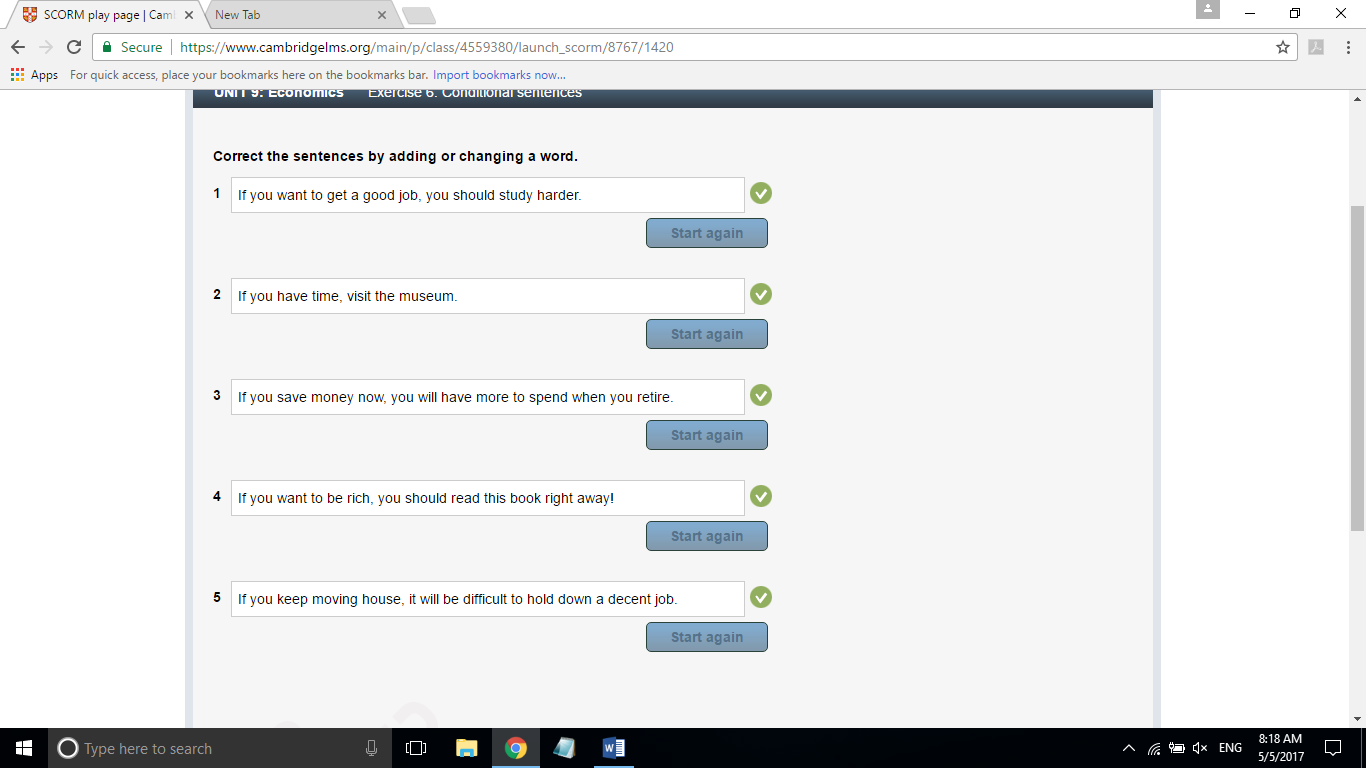 SCORM play page | Cam
New Tab
Secure
https://www.cambridgelms.org/main/p/class/4559380/launch_scorm/8767/1420
Apps
For quick access, place your bookmarks here on the bookmarks bar. Import bookmarks now...
UNIT 9: Economics Exercise 6: Conditional sentences
Correct the sentences by adding or changing a word.
1 If you want to get a good job, you should study harder.
Start again
2 If you have time, visit the museum.
Start again
3 If you save money now, you will have more to spend when you retire.
Start again
4 If you want to be rich, you should read this book right away!
Start again
5 If you keep moving house, it will be difficult to hold down a decent job.
Start again
Type here to search
ENG
8:18 AM
5/5/2017